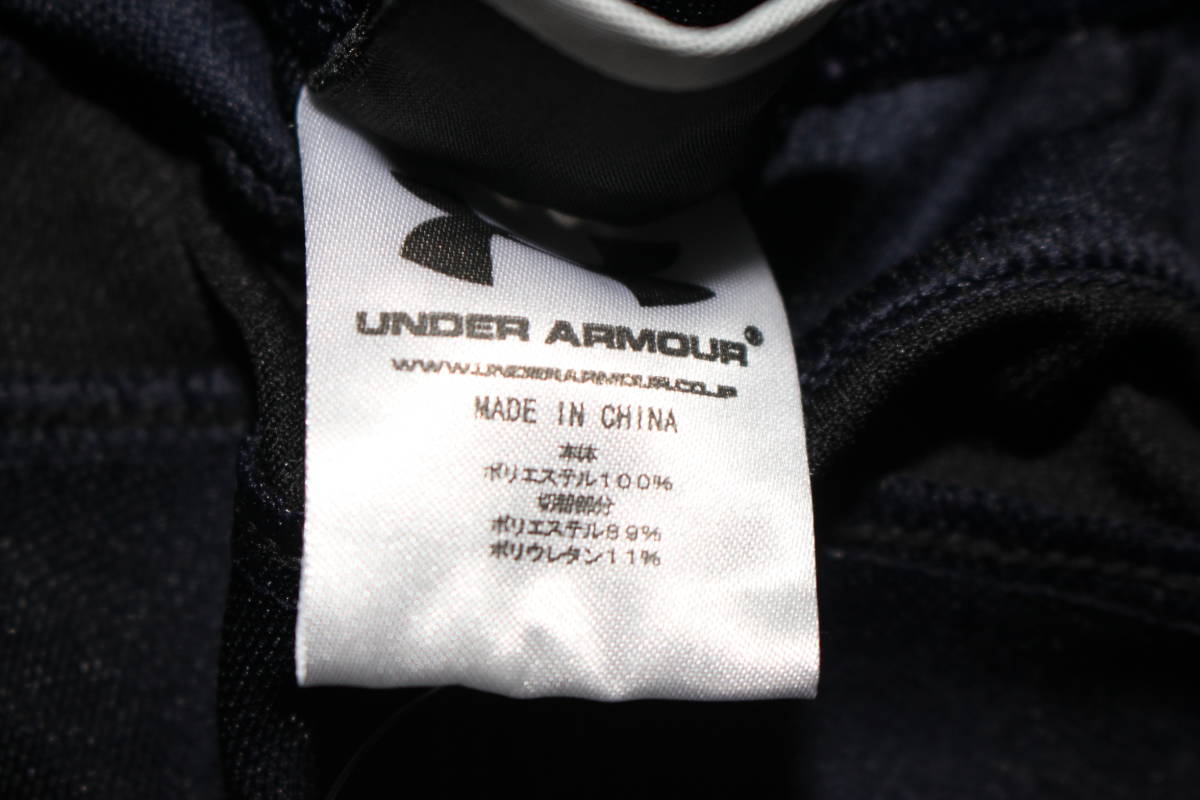 UNDER ARMOUR®
WWW.UNDERARMOUR.CO.JP
MADE IN CHINA
本体
ポリエステル100%
切替部分
ポリエステル89%
ポリウレタン11%